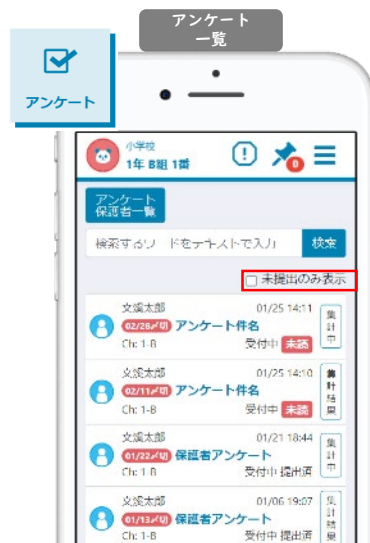 アンケート
一覧
アンケート
小学校
1年 B組 1番
0
アンケート
保護者一覧
検索するワードをテキストで入力
検索
未提出のみ表示
文溪太郎 01/25 14:11
02/28〆切 アンケート件名
Ch: 1-B 受付中 未読
集計中
文溪太郎 01/25 14:10
02/11〆切 アンケート件名
Ch: 1-B 受付中 未読
集計結果
文溪太郎 01/21 18:44
01/22〆切 保護者アンケート
Ch: 1-B 受付中 提出済
集計中
文溪太郎 01/06 19:07
01/13〆切 保護者アンケート
Ch: 1-B 受付中 提出済
集計結果